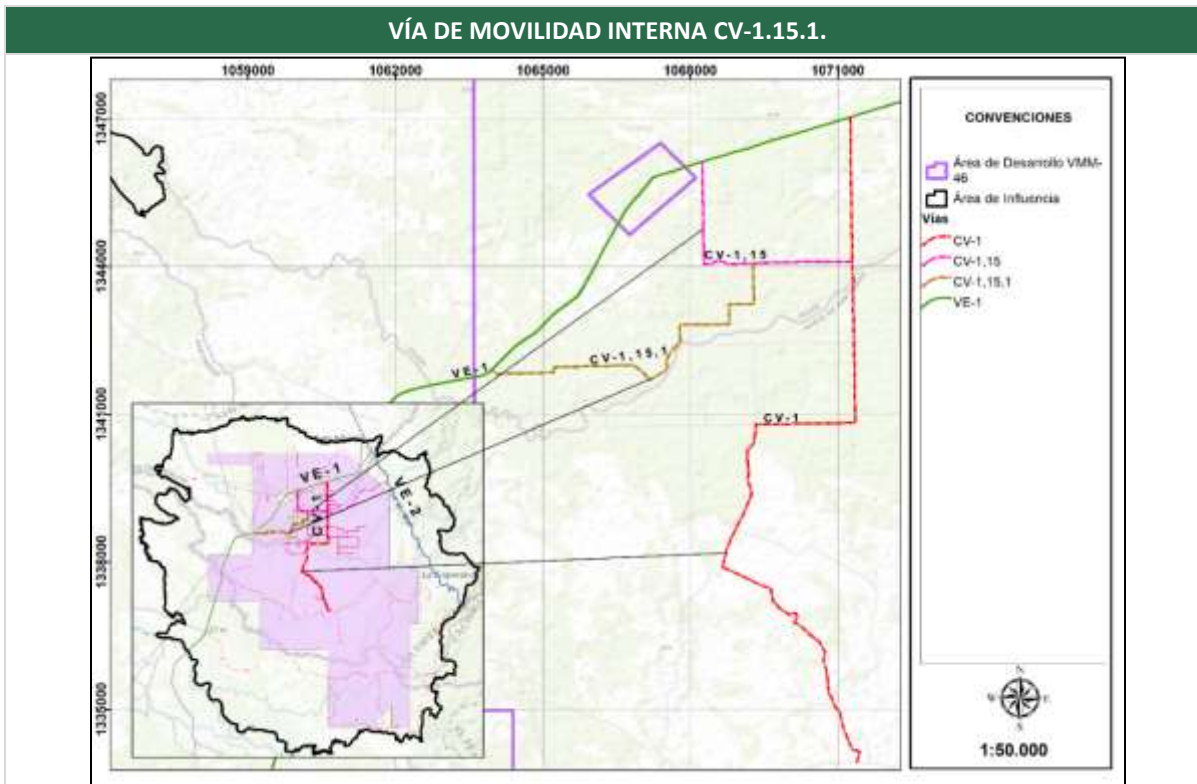 VÍA DE MOVILIDAD INTERNA CV-1.15.1.
1059000 1062000 1065000 1068000 1071000
1347000
1344000
1341000
1338000
1335000
CV-1,15
VE-1
CV-1,15,1
CV-1
VE-1
VE-2
CV-1
CONVENCIONES
Área de Desarrollo VMM-
46
Área de Influencia
Vías
CV-1
CV-1,15
CV-1,15,1
VE-1
N
W E
S
1:50.000